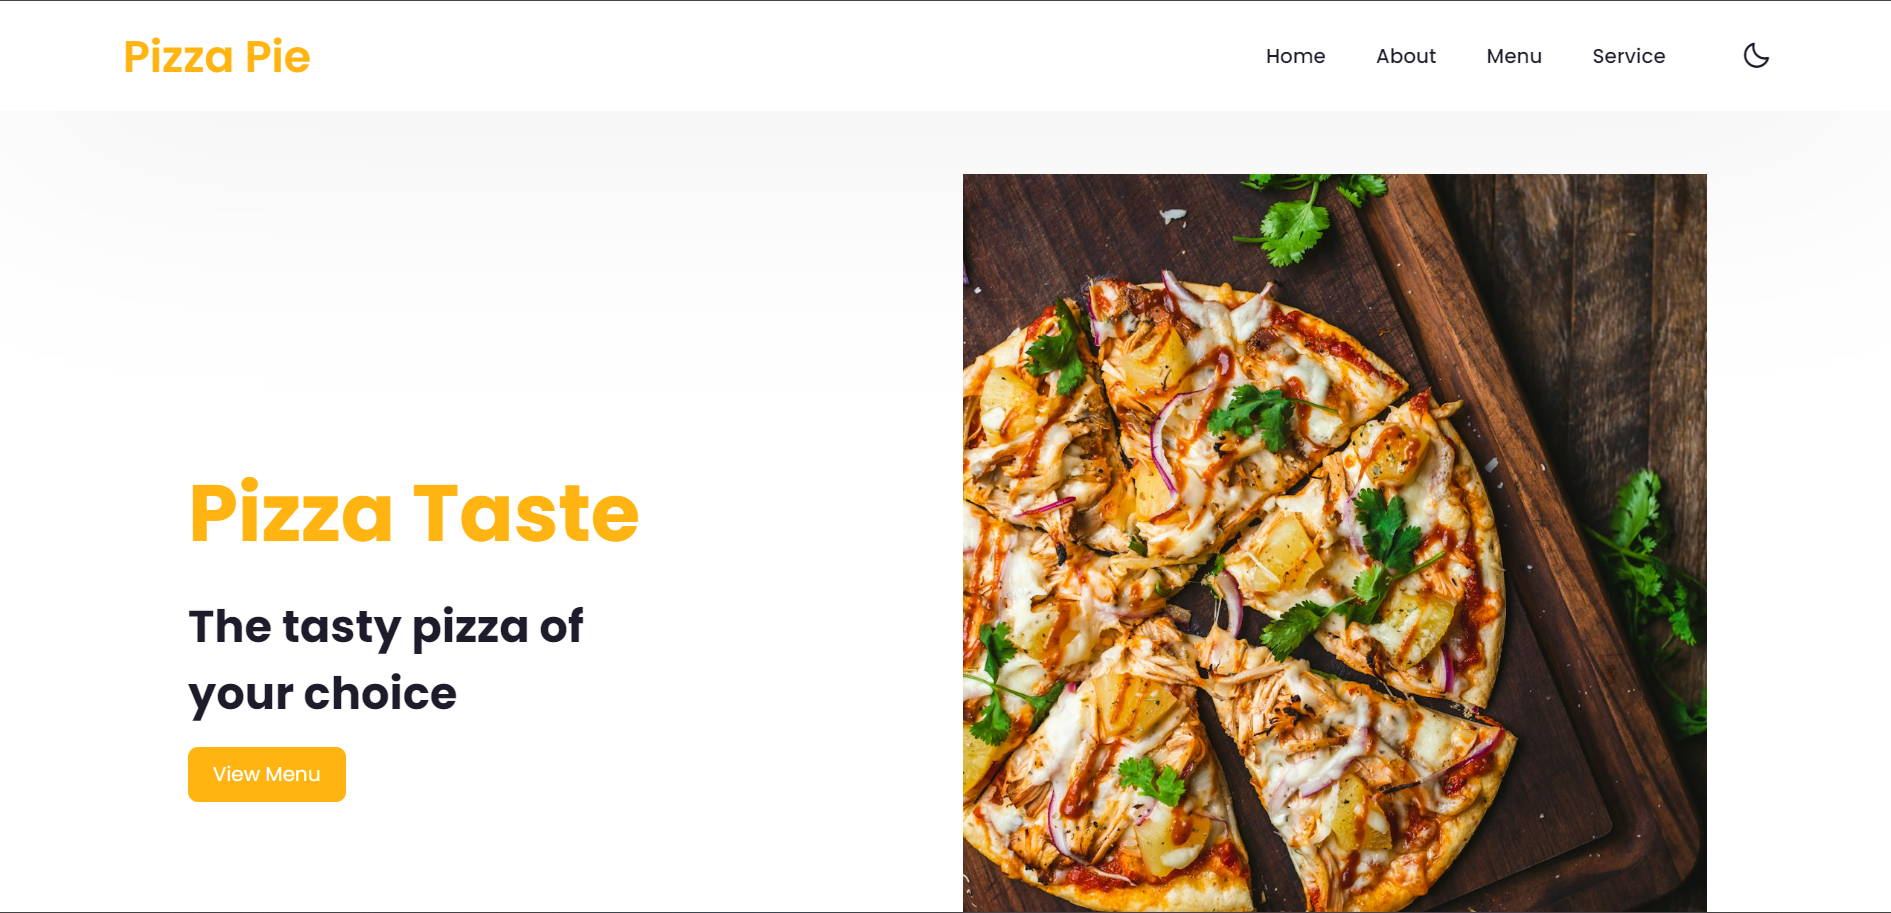 Pizza Pie
Home About Menu Service
Pizza Taste
The tasty pizza of
your choice
View Menu